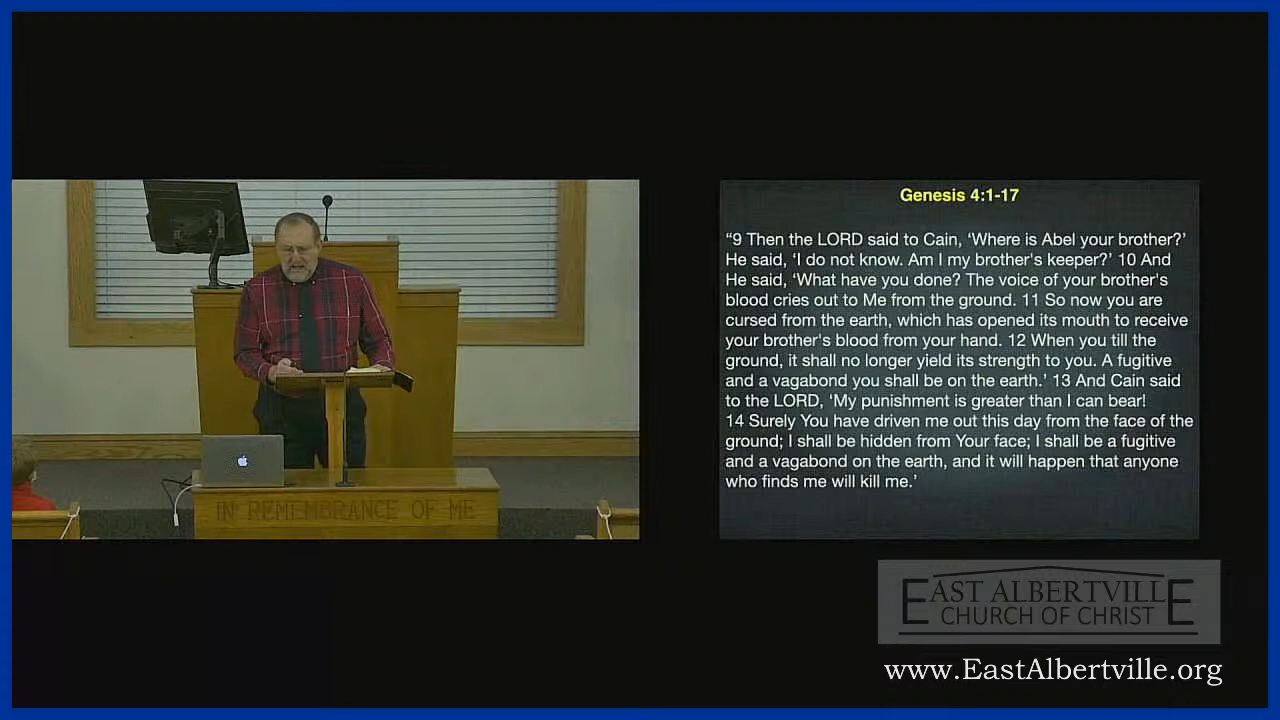 IN REMEMBRANCE OF ME
Genesis 4:1-17
“9 Then the LORD said to Cain, ‘Where is Abel your brother?’
He said, ‘I do not know. Am I my brother's keeper?’ 10 And
He said, ‘What have you done? The voice of your brother's
blood cries out to Me from the ground. 11 So now you are
cursed from the earth, which has opened its mouth to receive
your brother's blood from your hand. 12 When you till the
ground, it shall no longer yield its strength to you. A fugitive
and a vagabond you shall be on the earth.’ 13 And Cain said
to the LORD, ‘My punishment is greater than I can bear!
14 Surely You have driven me out this day from the face of the
ground; I shall be hidden from Your face; I shall be a fugitive
and a vagabond on the earth, and it will happen that anyone
who finds me will kill me.’
EAST ALBERTVILLE
CHURCH OF CHRIST
www.EastAlbertville.org